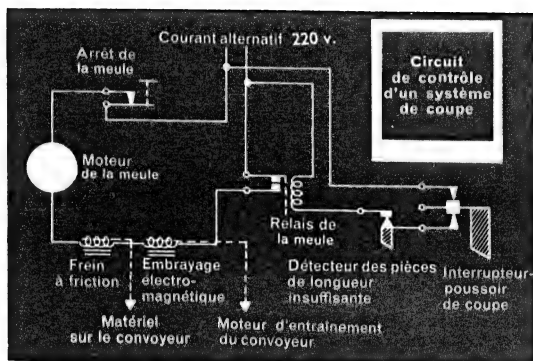 Courant alternatif 220 v.
Arrêt de
la meule
Circuit
de contrôle
d'un système
de coupe
Moteur
de la meule
Relais de
la meule
Frein
à friction
Embrayage
électro-
magnétique
Détecteur des pièces
de longueur
insuffisante
Interrupteur-
poussoir
de coupe
Matériel
sur le convoyeur
Moteur d'entraînement
du convoyeur